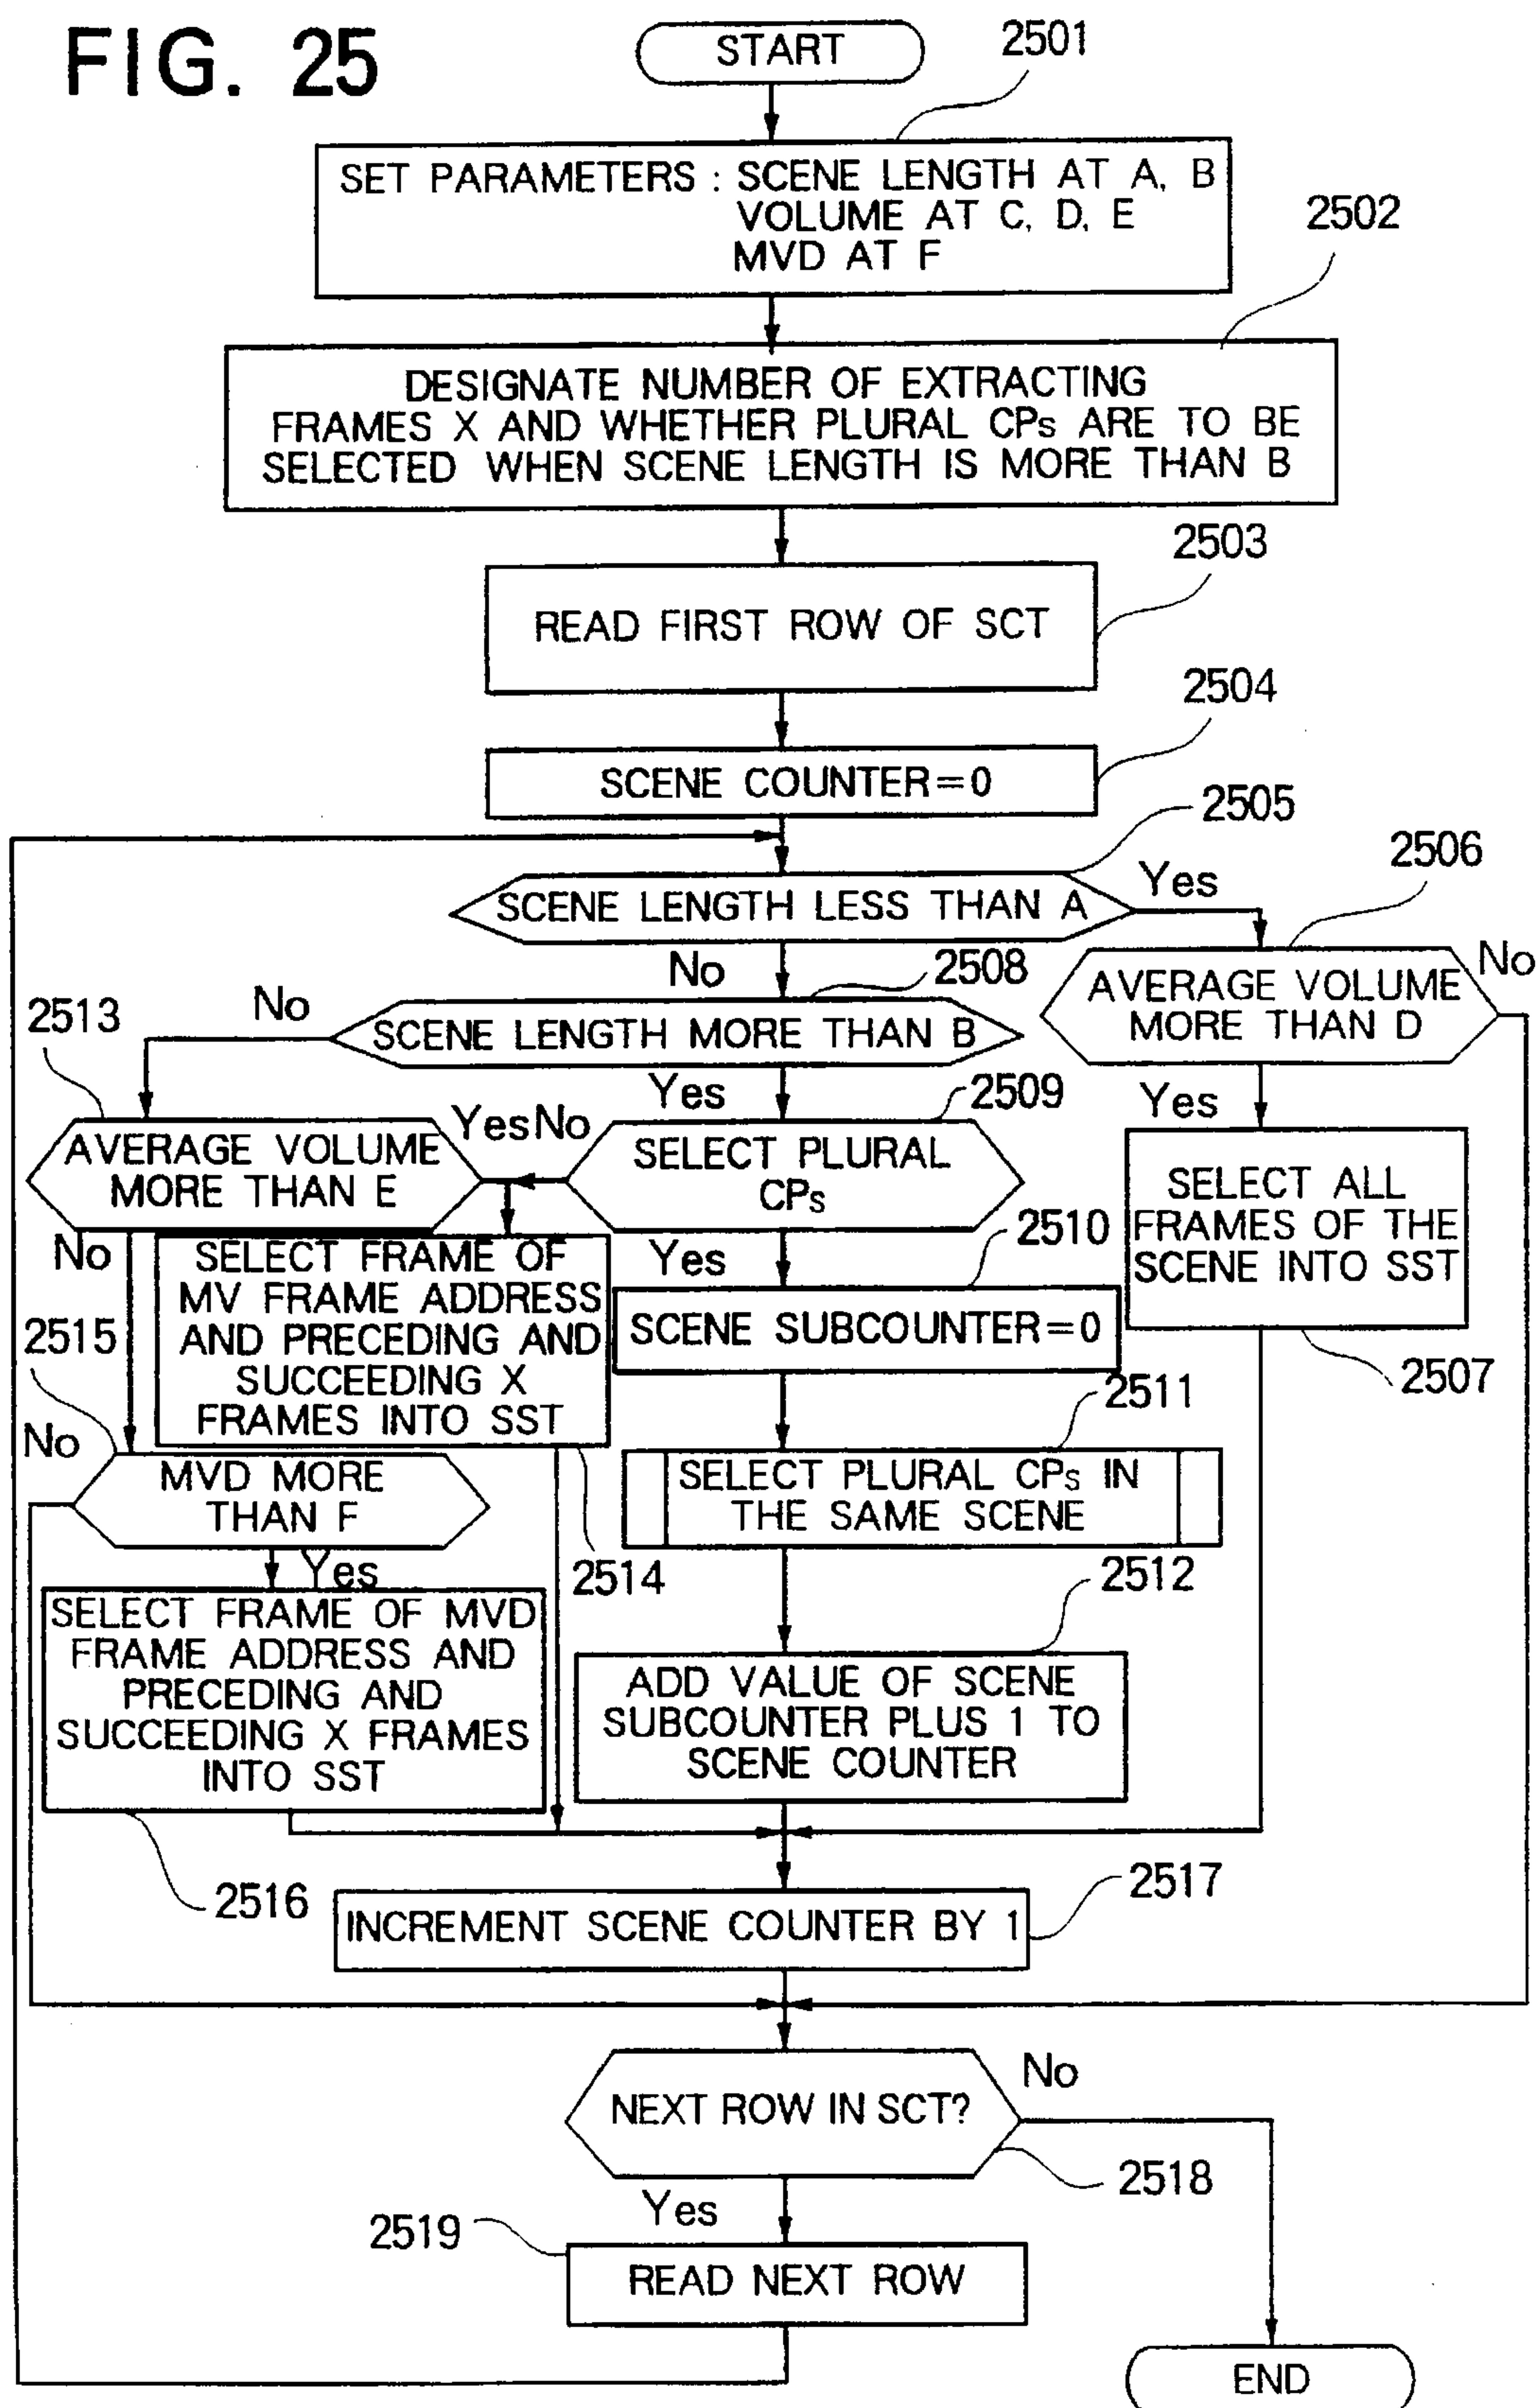 FIG. 25
START
2501
SET PARAMETERS : SCENE LENGTH AT A, B
VOLUME AT C, D, E
MVD AT F
2502
DESIGNATE NUMBER OF EXTRACTING
FRAMES X AND WHETHER PLURAL CPs ARE TO BE
SELECTED WHEN SCENE LENGTH IS MORE THAN B
2503
READ FIRST ROW OF SCT
2504
SCENE COUNTER=0
2505
SCENE LENGTH LESS THAN A
Yes
2506
No
AVERAGE VOLUME
MORE THAN D
No
2508
SCENE LENGTH MORE THAN B
No
2513
Yes
2509
Yes
AVERAGE VOLUME
MORE THAN E
Yes
No
SELECT PLURAL
CPs
SELECT ALL
FRAMES OF THE
SCENE INTO SST
2507
No
SELECT FRAME OF
MV FRAME ADDRESS
AND PRECEDING AND
SUCCEEDING X
FRAMES INTO SST
2514
Yes
2510
SCENE SUBCOUNTER=0
2515
2511
SELECT PLURAL CPs IN
THE SAME SCENE
No
MVD MORE
THAN F
Yes
2512
SELECT FRAME OF MVD
FRAME ADDRESS AND
PRECEDING AND
SUCCEEDING X FRAMES
INTO SST
2516
ADD VALUE OF SCENE
SUBCOUNTER PLUS 1 TO
SCENE COUNTER
2517
INCREMENT SCENE COUNTER BY 1
NEXT ROW IN SCT?
No
2518
Yes
2519
READ NEXT ROW
END